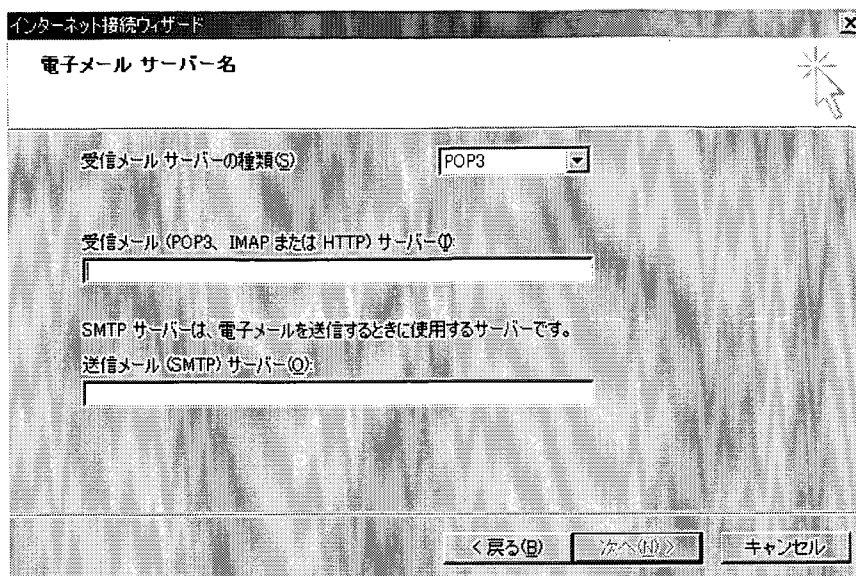 インターネット接続ウィザード
電子メール サーバー名
受信メール サーバーの種類(S)
POP3
受信メール (POP3、IMAP または HTTP) サーバー(I):
SMTP サーバーは、電子メールを送信するときに使用するサーバーです。
送信メール (SMTP) サーバー(O):
< 戻る(B)
次へ(N) >
キャンセル